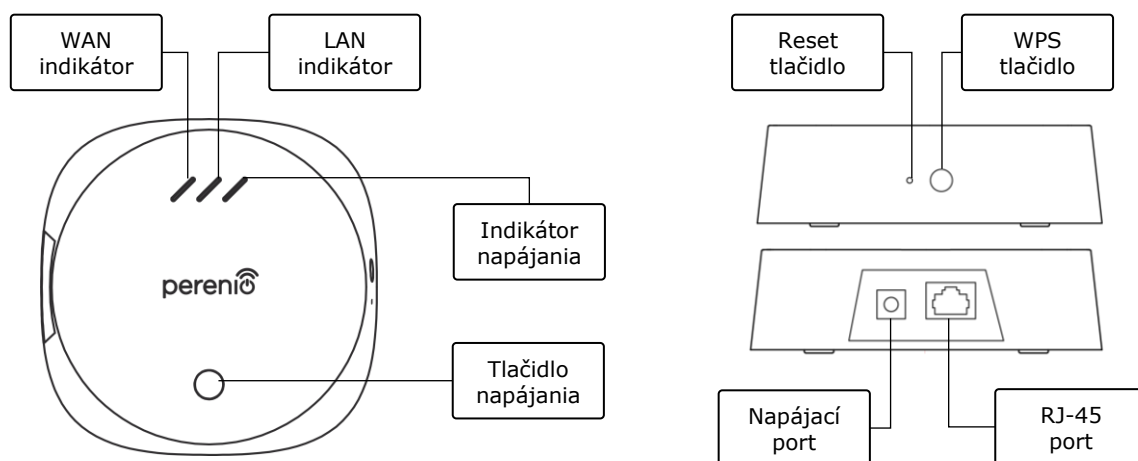 WAN
indikátor
LAN
indikátor
Indikátor
napájania
perenio
Tlačidlo
napájania
Reset
tlačidlo
WPS
tlačidlo
Napájací
port
RJ-45
port